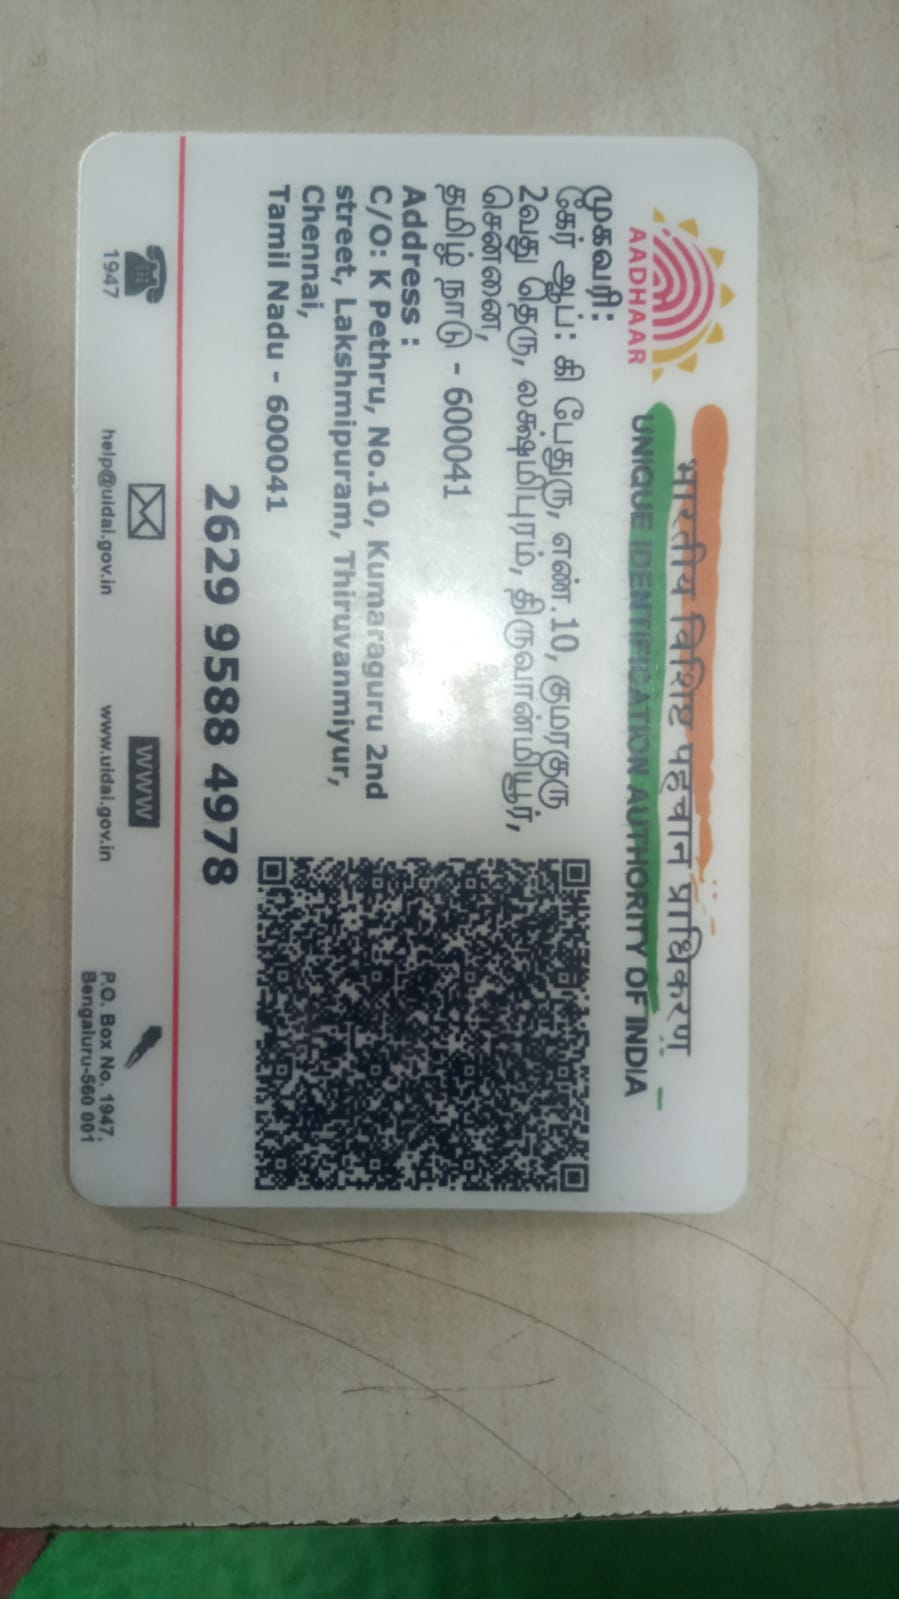 भारतीय विशिष्ट पहचान प्राधिकरण
UNIQUE IDENTIFICATION AUTHORITY OF INDIA
AADHAAR
முகவரி:
கேர் ஆப்: கி பேதுரு, எண்.10, குமரகுரு
2வது தெரு, லக்ஷ்மிபுரம், திருவான்மியூர்,
சென்னை,
தமிழ் நாடு - 600041
Address :
C/O: K Pethru, No.10, Kumaraguru 2nd
street, Lakshmipuram, Thiruvanmiyur,
Chennai,
Tamil Nadu - 600041
2629 9588 4978
1947
help@uidai.gov.in
WWW
www.uidai.gov.in
P.O. Box No. 1947,
Bengaluru-560 001